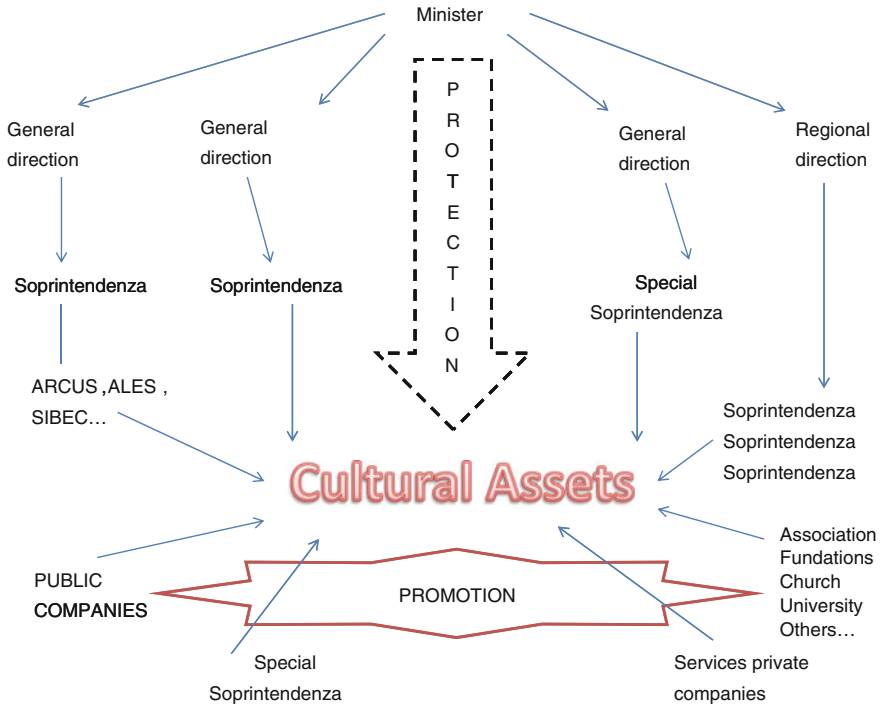 Minister
PROTECTION
General
direction
General
direction
General
direction
Regional
direction
Soprintendenza
Soprintendenza
Special
Soprintendenza
ARCUS ,ALES ,
SIBEC…
Soprintendenza
Soprintendenza
Soprintendenza
Cultural Assets
PUBLIC
COMPANIES
PROMOTION
Association
Fundations
Church
University
Others…
Special
Soprintendenza
Services private
companies